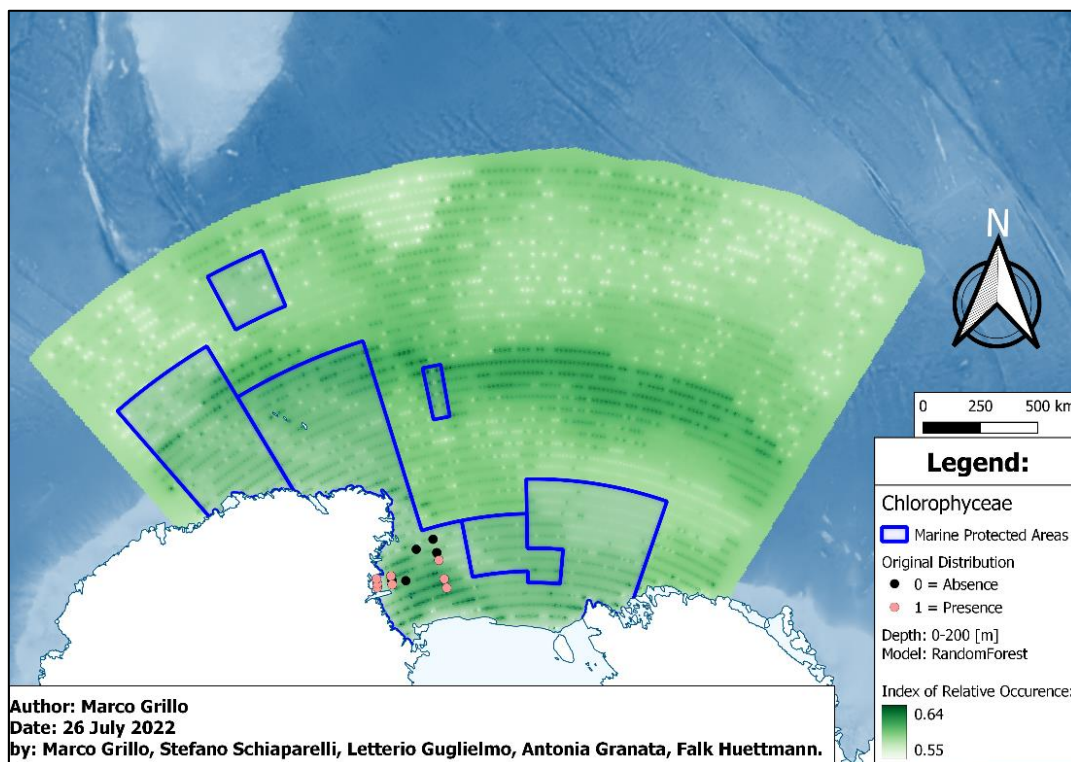 N
0 250 500 km
Legend:
Chlorophyceae
Marine Protected Areas
Original Distribution
0 = Absence
1 = Presence
Depth: 0-200 [m]
Model: RandomForest
Index of Relative Occurence:
0.64
0.55
Author: Marco Grillo
Date: 26 July 2022
by: Marco Grillo, Stefano Schiaparelli, Letterio Guglielmo, Antonia Granata, Falk Huettmann.